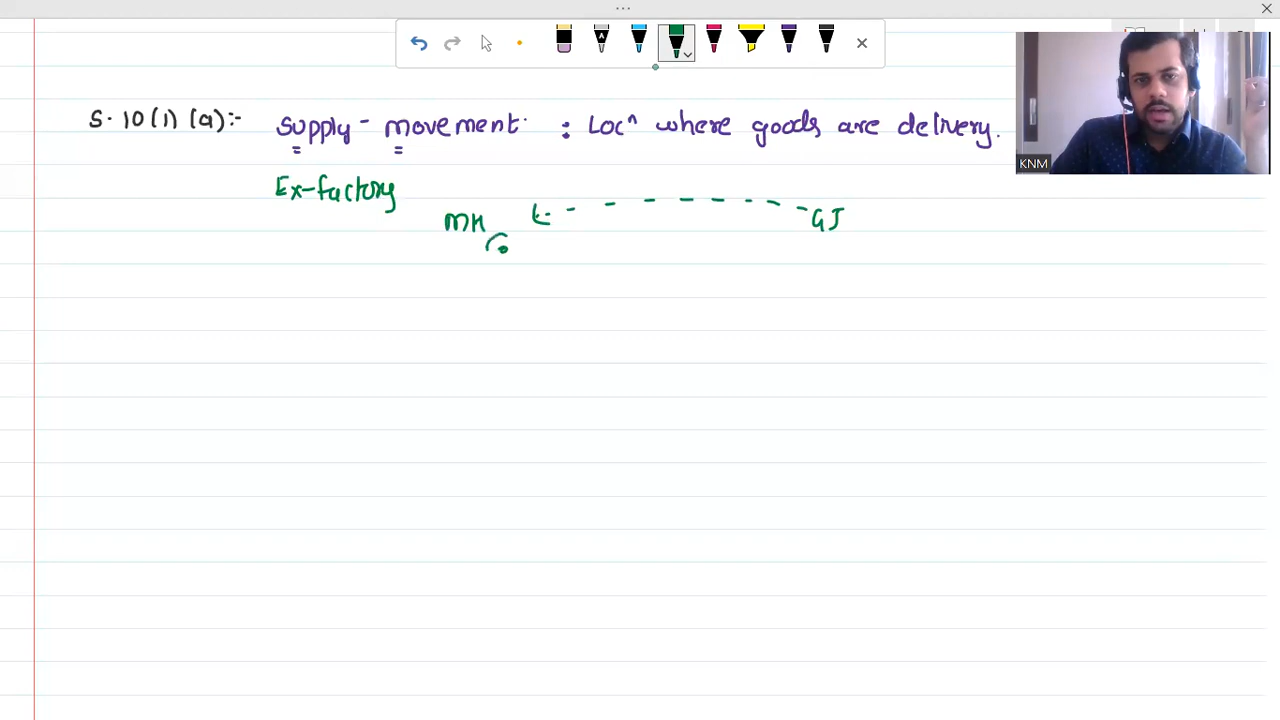 S. 10(1)(a):- Supply - movement : Locn where goods are delivery.
Ex-factory
MH GJ
KNM